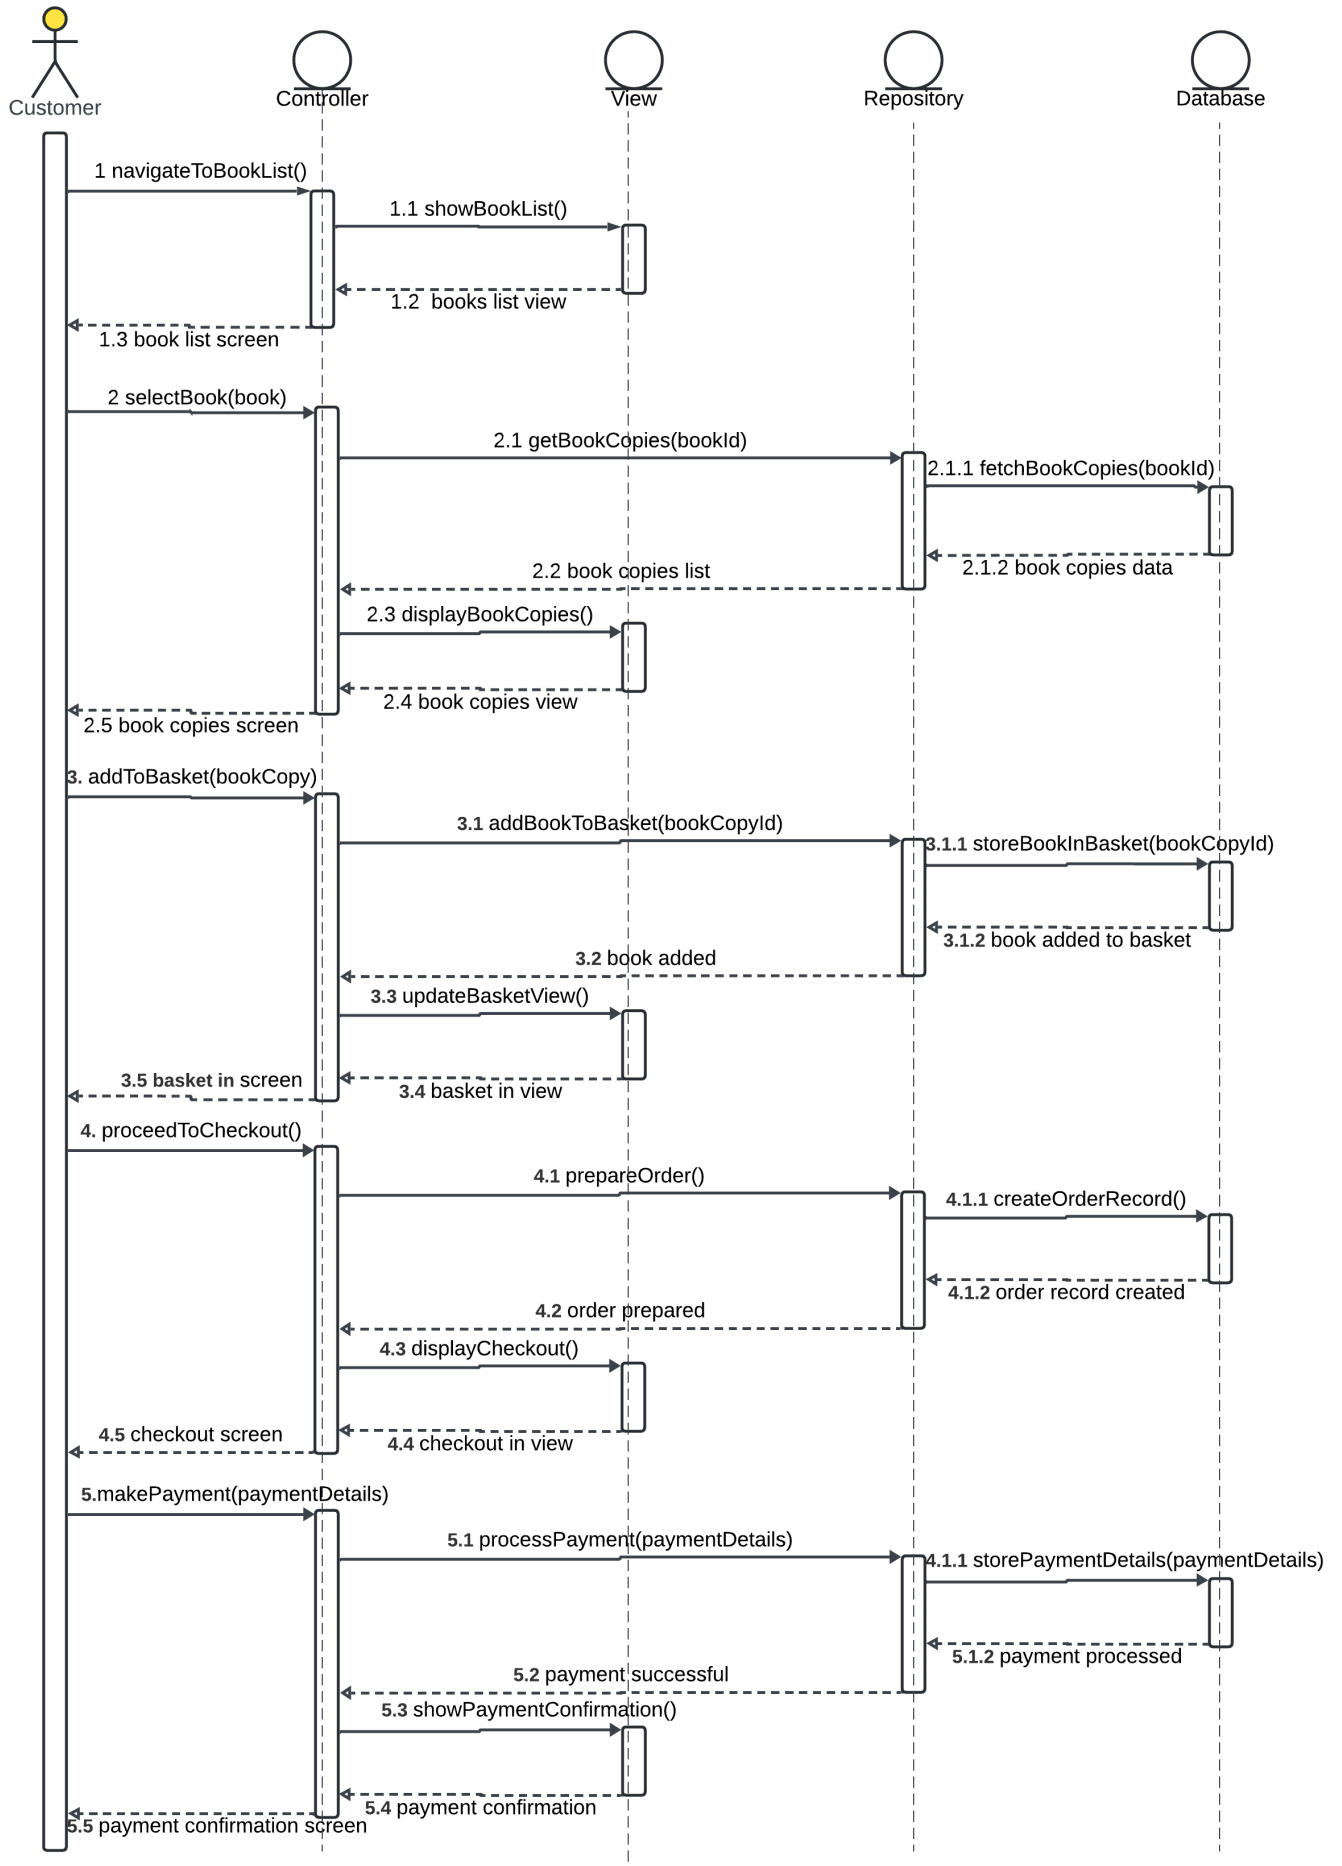 Customer
Controller
View
Repository
Database
1 navigateToBookList()
1.1 showBookList()
1.2 books list view
1.3 book list screen
2 selectBook(book)
2.1 getBookCopies(bookId)
2.1.1 fetchBookCopies(bookId)
2.1.2 book copies data
2.2 book copies list
2.3 displayBookCopies()
2.4 book copies view
2.5 book copies screen
3. addToBasket(bookCopy)
3.1 addBookToBasket(bookCopyId)
3.1.1 storeBookInBasket(bookCopyId)
3.1.2 book added to basket
3.2 book added
3.3 updateBasketView()
3.5 basket in screen
3.4 basket in view
4. proceedToCheckout()
4.1 prepareOrder()
4.1.1 createOrderRecord()
4.1.2 order record created
4.2 order prepared
4.3 displayCheckout()
4.5 checkout screen
4.4 checkout in view
5.makePayment(paymentDetails)
5.1 processPayment(paymentDetails)
4.1.1 storePaymentDetails(paymentDetails)
5.1.2 payment processed
5.2 payment successful
5.3 showPaymentConfirmation()
5.4 payment confirmation
5.5 payment confirmation screen